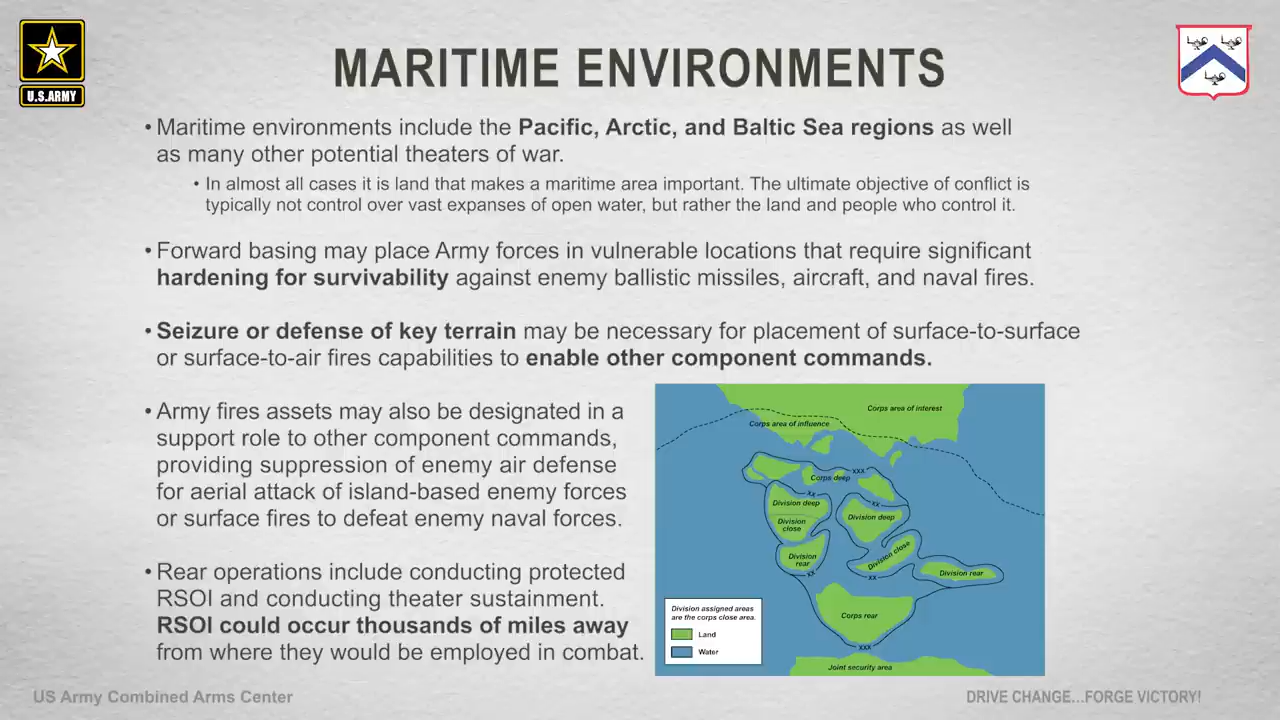 U.S.ARMY
MARITIME ENVIRONMENTS
• Maritime environments include the Pacific, Arctic, and Baltic Sea regions as well
as many other potential theaters of war.
• In almost all cases it is land that makes a maritime area important. The ultimate objective of conflict is
typically not control over vast expanses of open water, but rather the land and people who control it.
• Forward basing may place Army forces in vulnerable locations that require significant
hardening for survivability against enemy ballistic missiles, aircraft, and naval fires.
• Seizure or defense of key terrain may be necessary for placement of surface-to-surface
or surface-to-air fires capabilities to enable other component commands.
• Army fires assets may also be designated in a
support role to other component commands,
providing suppression of enemy air defense
for aerial attack of island-based enemy forces
or surface fires to defeat enemy naval forces.
• Rear operations include conducting protected
RSOI and conducting theater sustainment.
RSOI could occur thousands of miles away
from where they would be employed in combat.
Corps area of interest
Corps area of influence
XXX
Corps deep
XX
XX
Division deep
Division deep
Division
close
Division close
Division
rear
XX
XX
Division rear
Corps rear
XXX
Joint security area
Division assigned areas
are the corps close area.
Land
Water
US Army Combined Arms Center
DRIVE CHANGE...FORGE VICTORY!